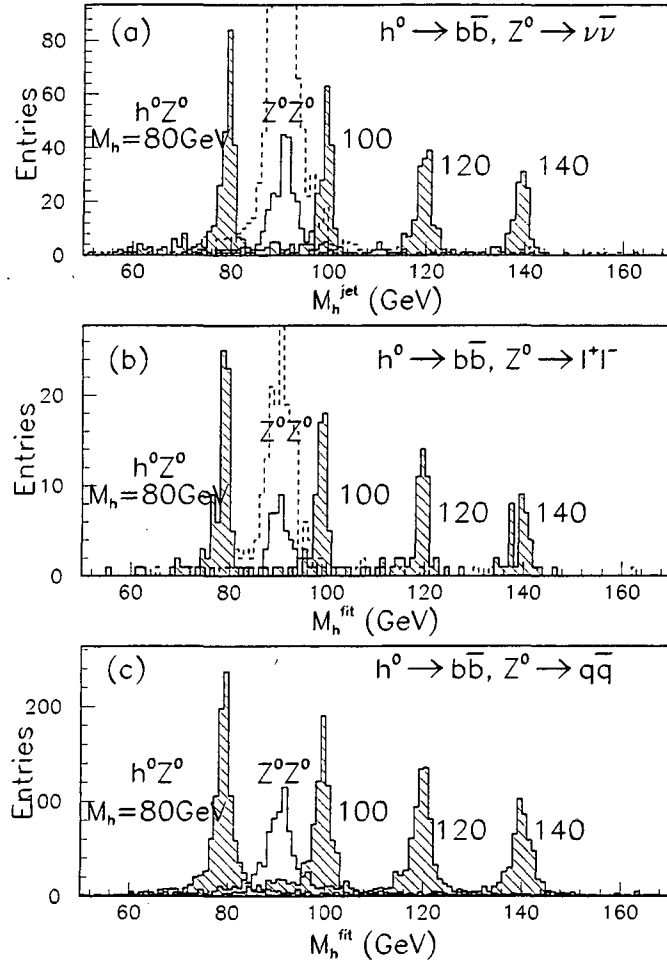 (a) h⁰ → bb̅, Z⁰ → νν̅
80
60
40
20
0
Entries
h⁰Z⁰
M_h=80GeV
Z⁰Z⁰
100
120
140
60 80 100 120 140 160
M_h^jet (GeV)
(b) h⁰ → bb̅, Z⁰ → l⁺l⁻
20
10
0
Entries
h⁰Z⁰
M_h=80GeV
Z⁰Z⁰
100
120
140
60 80 100 120 140 160
M_h^fit (GeV)
(c) h⁰ → bb̅, Z⁰ → qq̅
200
100
0
Entries
h⁰Z⁰
M_h=80GeV
Z⁰Z⁰
100
120
140
60 80 100 120 140 160
M_h^fit (GeV)